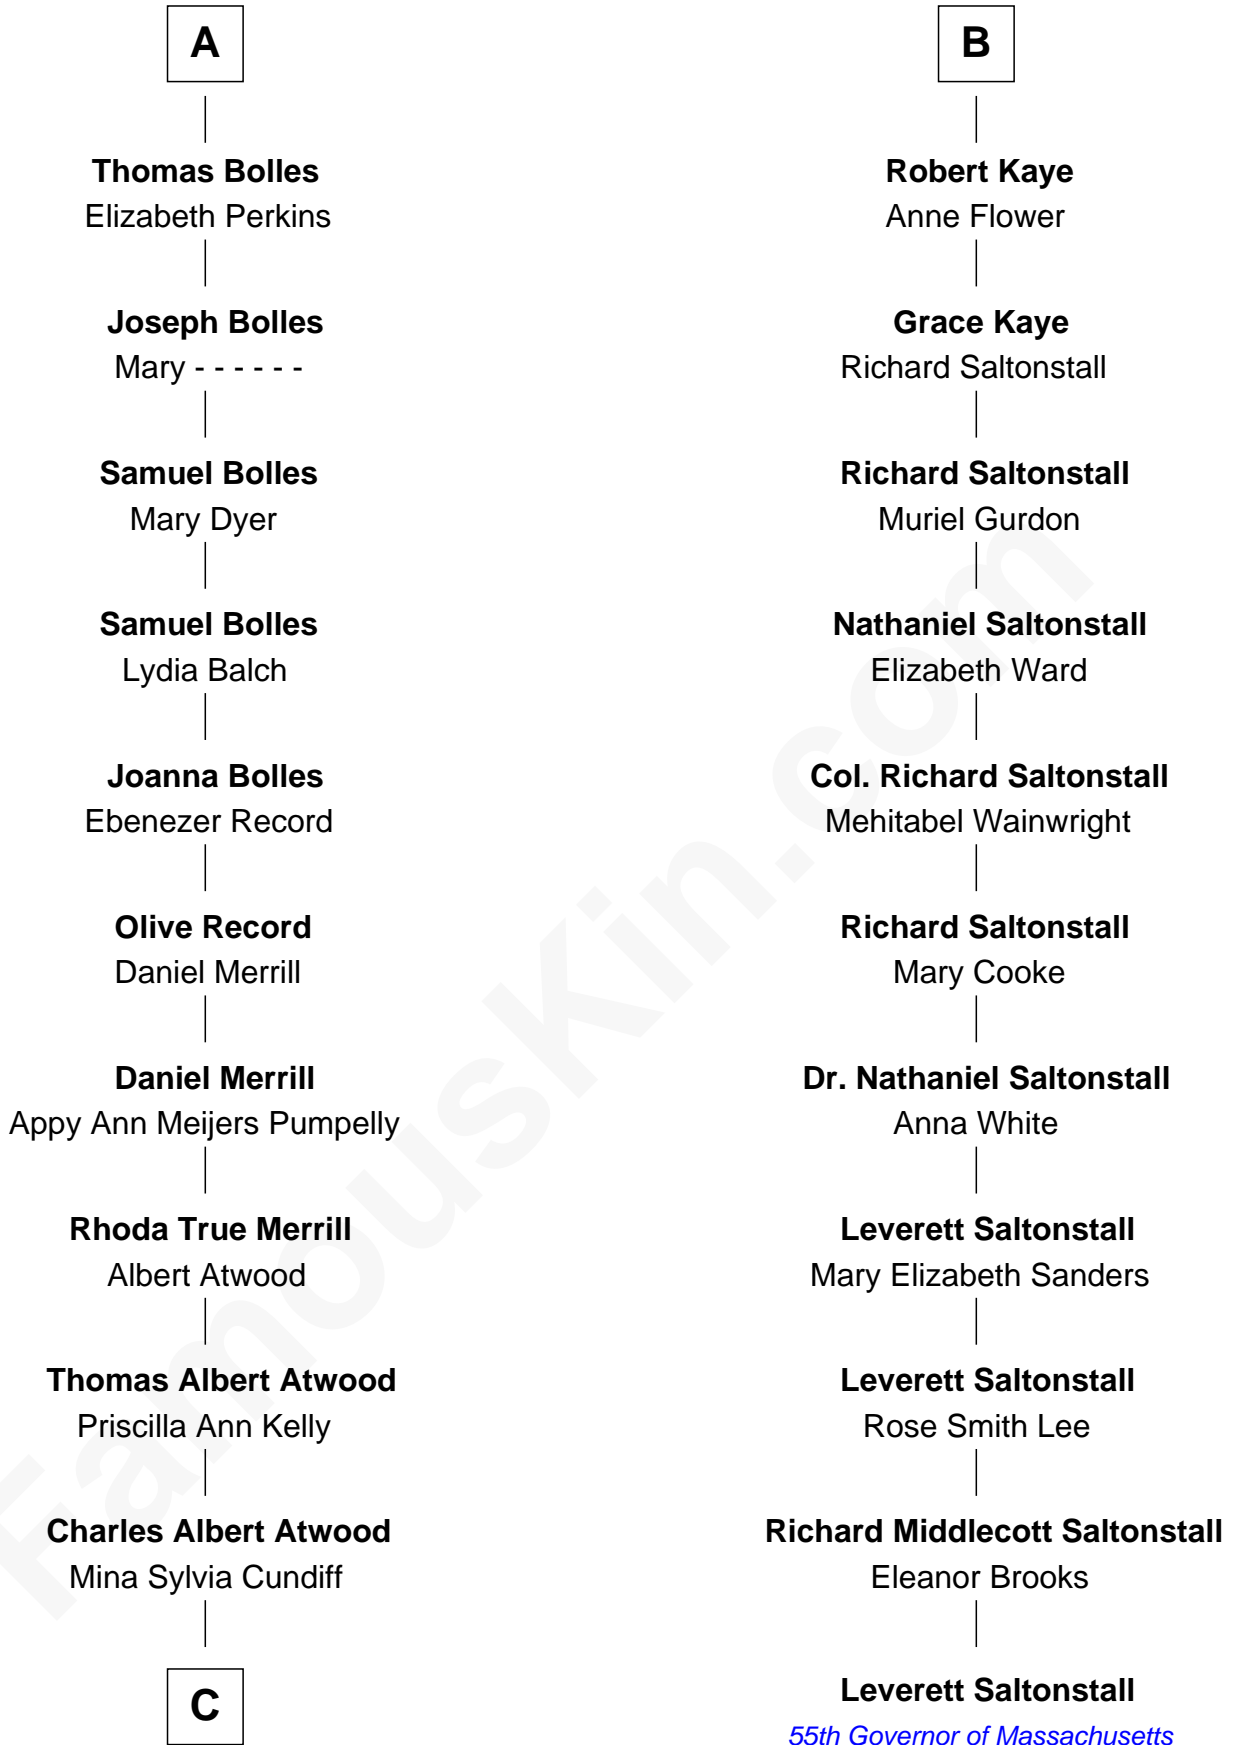 A
Thomas Bolles
Elizabeth Perkins
Joseph Bolles
Mary - - - - - -
Samuel Bolles
Mary Dyer
Samuel Bolles
Lydia Balch
Joanna Bolles
Ebenezer Record
Olive Record
Daniel Merrill
Daniel Merrill
Appy Ann Meijers Pumpelly
Rhoda True Merrill
Albert Atwood
Thomas Albert Atwood
Priscilla Ann Kelly
Charles Albert Atwood
Mina Sylvia Cundiff
C
B
Robert Kaye
Anne Flower
Grace Kaye
Richard Saltonstall
Richard Saltonstall
Muriel Gurdon
Nathaniel Saltonstall
Elizabeth Ward
Col. Richard Saltonstall
Mehitabel Wainwright
Richard Saltonstall
Mary Cooke
Dr. Nathaniel Saltonstall
Anna White
Leverett Saltonstall
Mary Elizabeth Sanders
Leverett Saltonstall
Rose Smith Lee
Richard Middlecott Saltonstall
Eleanor Brooks
Leverett Saltonstall
55th Governor of Massachusetts
FamousKin.com